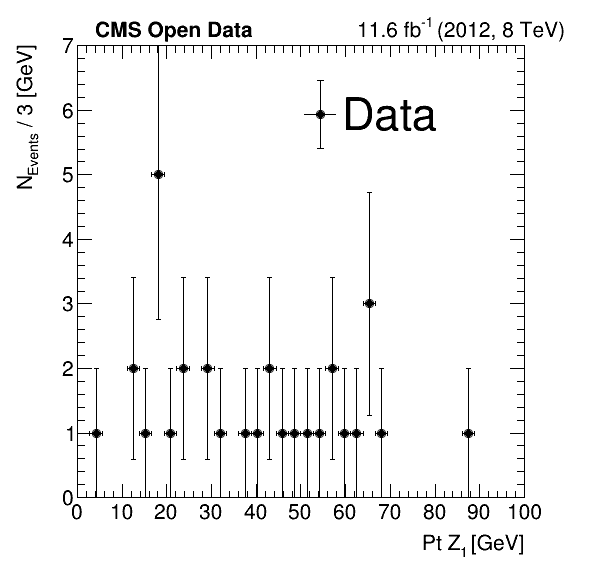 CMS Open Data 11.6 fb⁻¹ (2012, 8 TeV)
N_Events / 3 [GeV]
7
6
5
4
3
2
1
0
Data
0 10 20 30 40 50 60 70 80 90 100
Pt Z₁ [GeV]